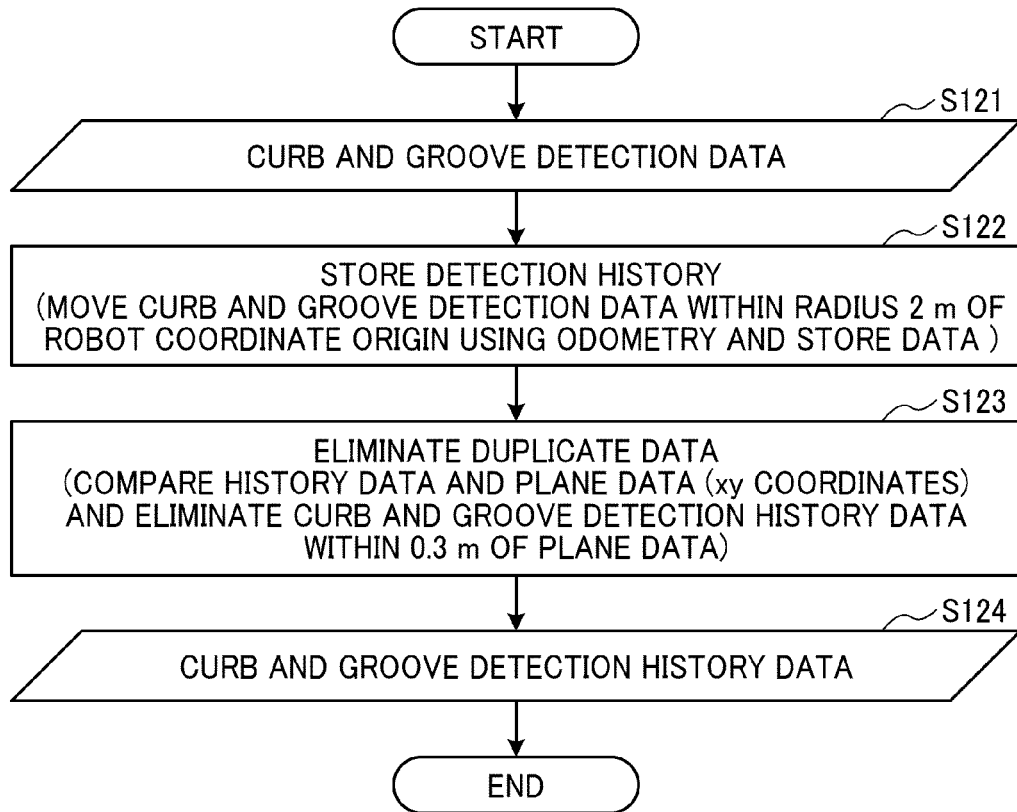 START
S121
CURB AND GROOVE DETECTION DATA
S122
STORE DETECTION HISTORY
(MOVE CURB AND GROOVE DETECTION DATA WITHIN RADIUS 2 m OF
ROBOT COORDINATE ORIGIN USING ODOMETRY AND STORE DATA )
S123
ELIMINATE DUPLICATE DATA
(COMPARE HISTORY DATA AND PLANE DATA (xy COORDINATES)
AND ELIMINATE CURB AND GROOVE DETECTION HISTORY DATA
WITHIN 0.3 m OF PLANE DATA)
S124
CURB AND GROOVE DETECTION HISTORY DATA
END